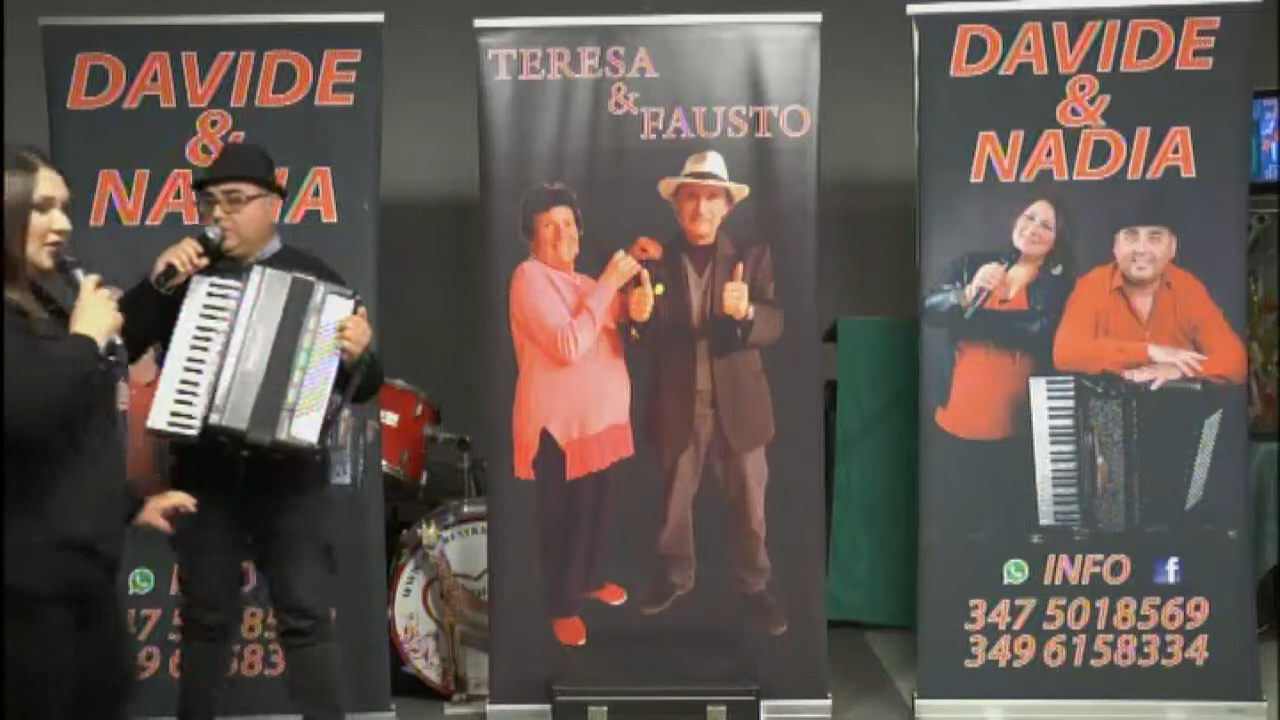 DAVIDE
&
NADIA
TERESA
&
FAUSTO
DAVIDE
&
NADIA
INFO
347 5018569
349 6158334